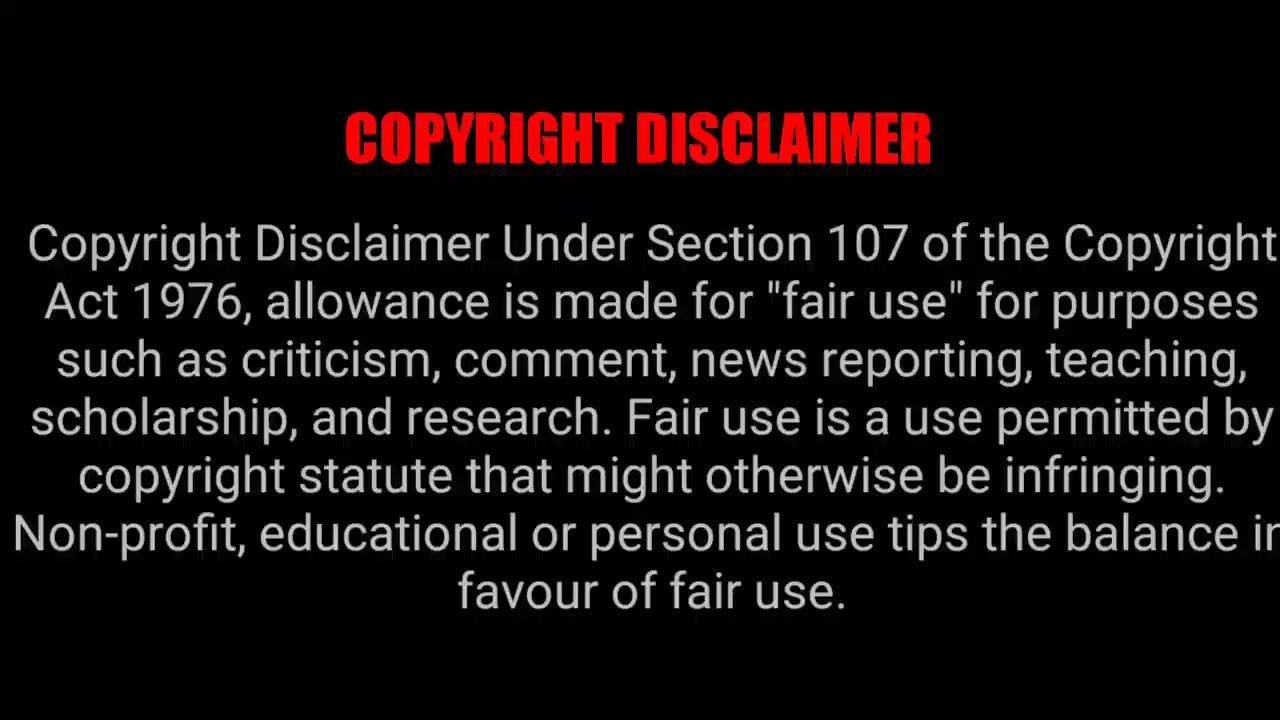 COPYRIGHT DISCLAIMER
Copyright Disclaimer Under Section 107 of the Copyright
Act 1976, allowance is made for "fair use" for purposes
such as criticism, comment, news reporting, teaching,
scholarship, and research. Fair use is a use permitted by
copyright statute that might otherwise be infringing.
Non-profit, educational or personal use tips the balance in
favour of fair use.